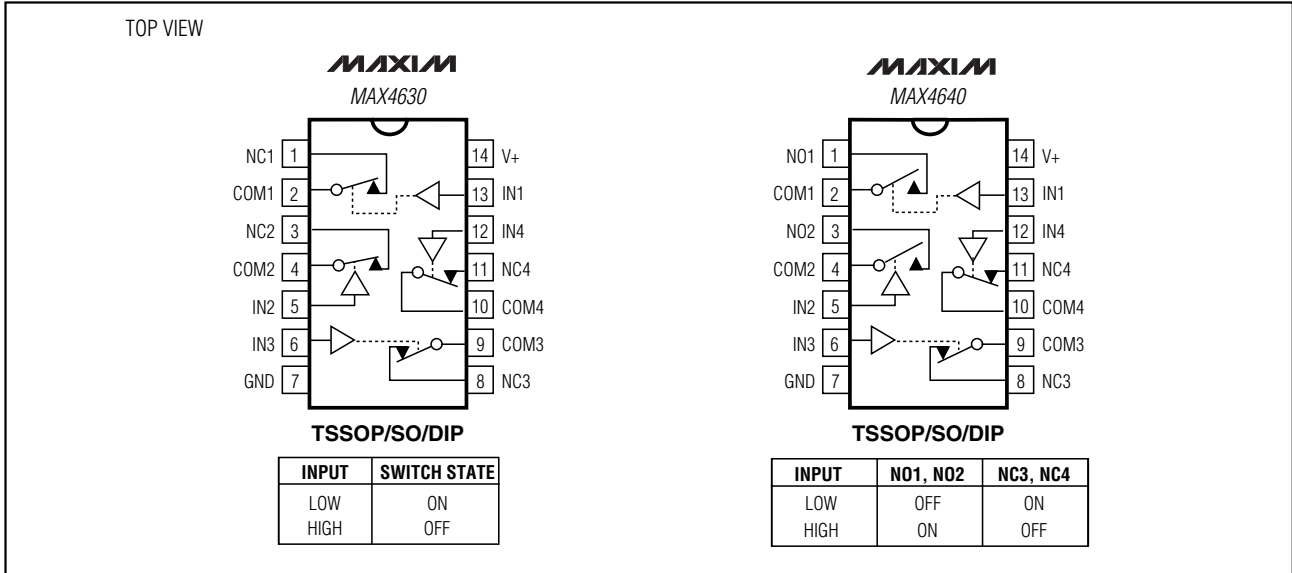 TOP VIEW
MAXIM
MAX4630
NC1 1
COM1 2
NC2 3
COM2 4
IN2 5
IN3 6
GND 7
14 V+
13 IN1
12 IN4
11 NC4
10 COM4
9 COM3
8 NC3
TSSOP/SO/DIP
INPUT SWITCH STATE
LOW ON
HIGH OFF
MAXIM
MAX4640
NO1 1
COM1 2
NO2 3
COM2 4
IN2 5
IN3 6
GND 7
14 V+
13 IN1
12 IN4
11 NC4
10 COM4
9 COM3
8 NC3
TSSOP/SO/DIP
INPUT NO1, NO2 NC3, NC4
LOW OFF ON
HIGH ON OFF